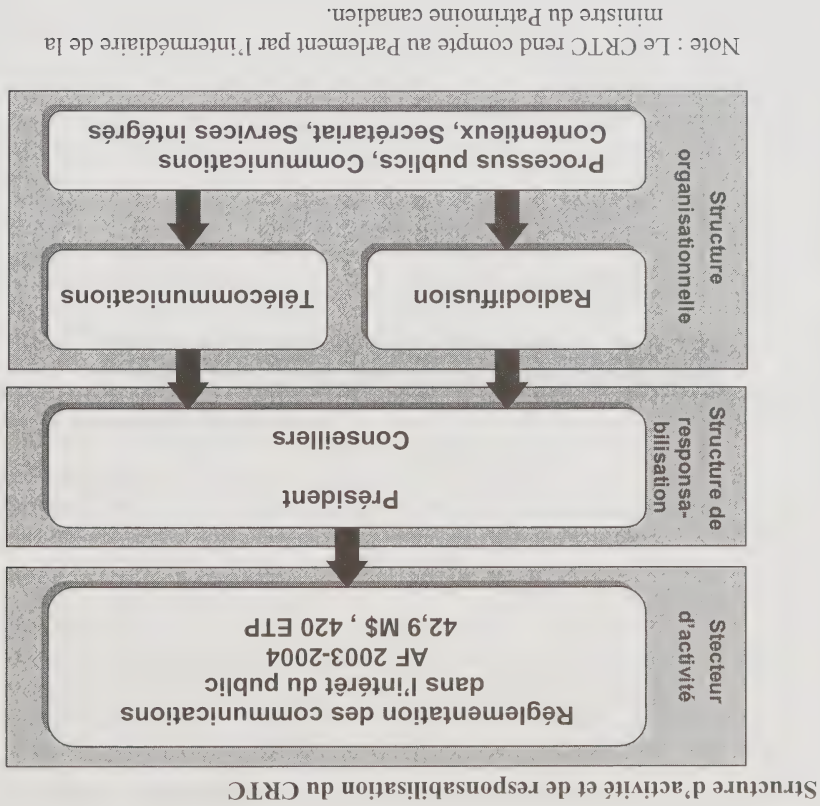 Structure d'activité et de responsabilisation du CRTC
Stecteur
d'activité
Réglementation des communications
dans l'intérêt du public
AF 2003-2004
42,9 M$ , 420 ETP
Structure de
responsa-
bilisation
Président
Conseillers
Structure
organisationnelle
Radiodiffusion
Télécommunications
Processus publics, Communications
Contentieux, Secrétariat, Services intégrés
Note : Le CRTC rend compte au Parlement par l'intermédiaire de la
ministre du Patrimoine canadien.